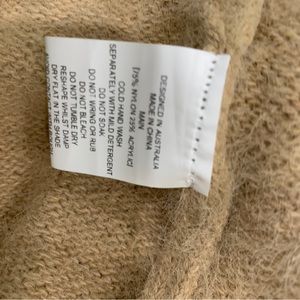 DESIGNED IN AUSTRALIA
MADE IN CHINA
MAIN
[75% NYLON 25% ACRYLIC]
COLD HAND WASH
SEPARATELY WITH MILD DETERGENT
DO NOT SOAK
DO NOT WRING OR RUB
DO NOT BLEACH
DO NOT TUMBLE DRY
RESHAPE WHILST DAMP
DRY FLAT IN THE SHADE